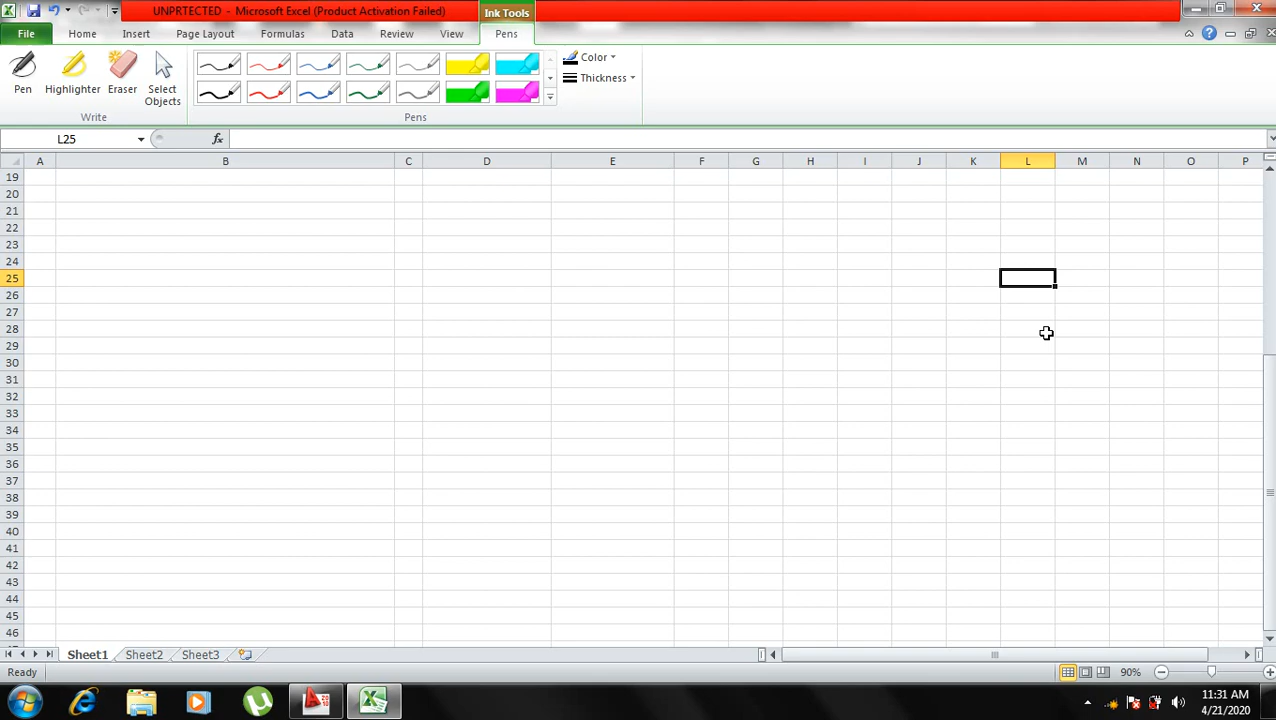 UNPRTECTED - Microsoft Excel (Product Activation Failed)
Ink Tools
File Home Insert Page Layout Formulas Data Review View Pens
Pen Highlighter Eraser Select Objects
Color
Thickness
Write Pens
L25 fx
A B C D E F G H I J K L M N O P
19
20
21
22
23
24
25
26
27
28
29
30
31
32
33
34
35
36
37
38
39
40
41
42
43
44
45
46
Sheet1 Sheet2 Sheet3
Ready 90%
11:31 AM
4/21/2020